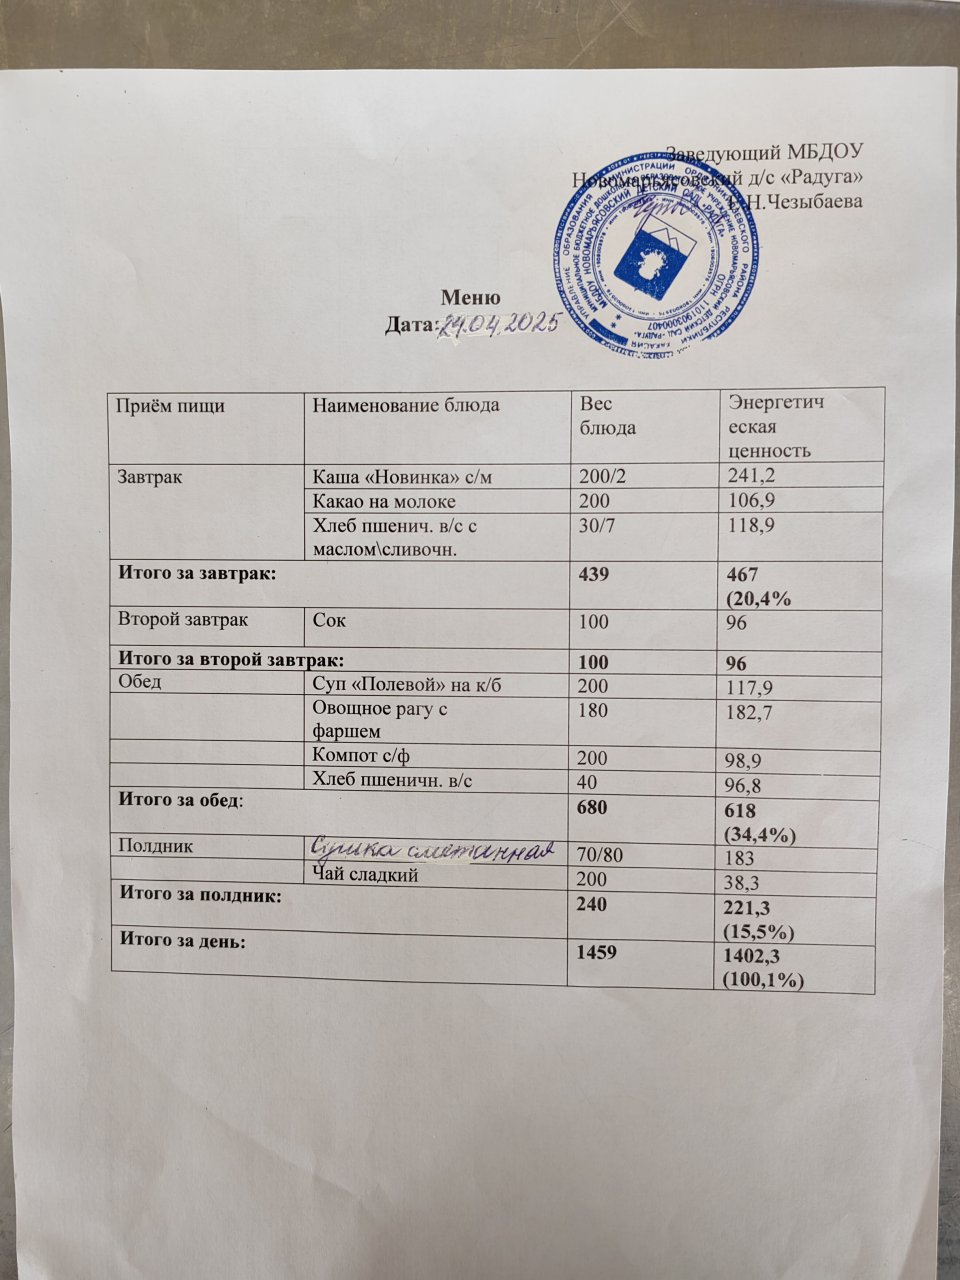 Заведующий МБДОУ
Новомарьясовский д/с «Радуга»
Н.Чезыбаева
Меню
Дата: 24.04.2025
Приём пищи Наименование блюда Вес блюда Энергетич еская ценность
Завтрак Каша «Новинка» с/м 200/2 241,2
Какао на молоке 200 106,9
Хлеб пшенич. в/с с маслом\сливочн. 30/7 118,9
Итого за завтрак: 439 467 (20,4%
Второй завтрак Сок 100 96
Итого за второй завтрак: 100 96
Обед Суп «Полевой» на к/б 200 117,9
Овощное рагу с фаршем 180 182,7
Компот с/ф 200 98,9
Хлеб пшеничн. в/с 40 96,8
Итого за обед: 680 618 (34,4%)
Полдник Сушка сметанная 70/80 183
Чай сладкий 200 38,3
Итого за полдник: 240 221,3 (15,5%)
Итого за день: 1459 1402,3 (100,1%)